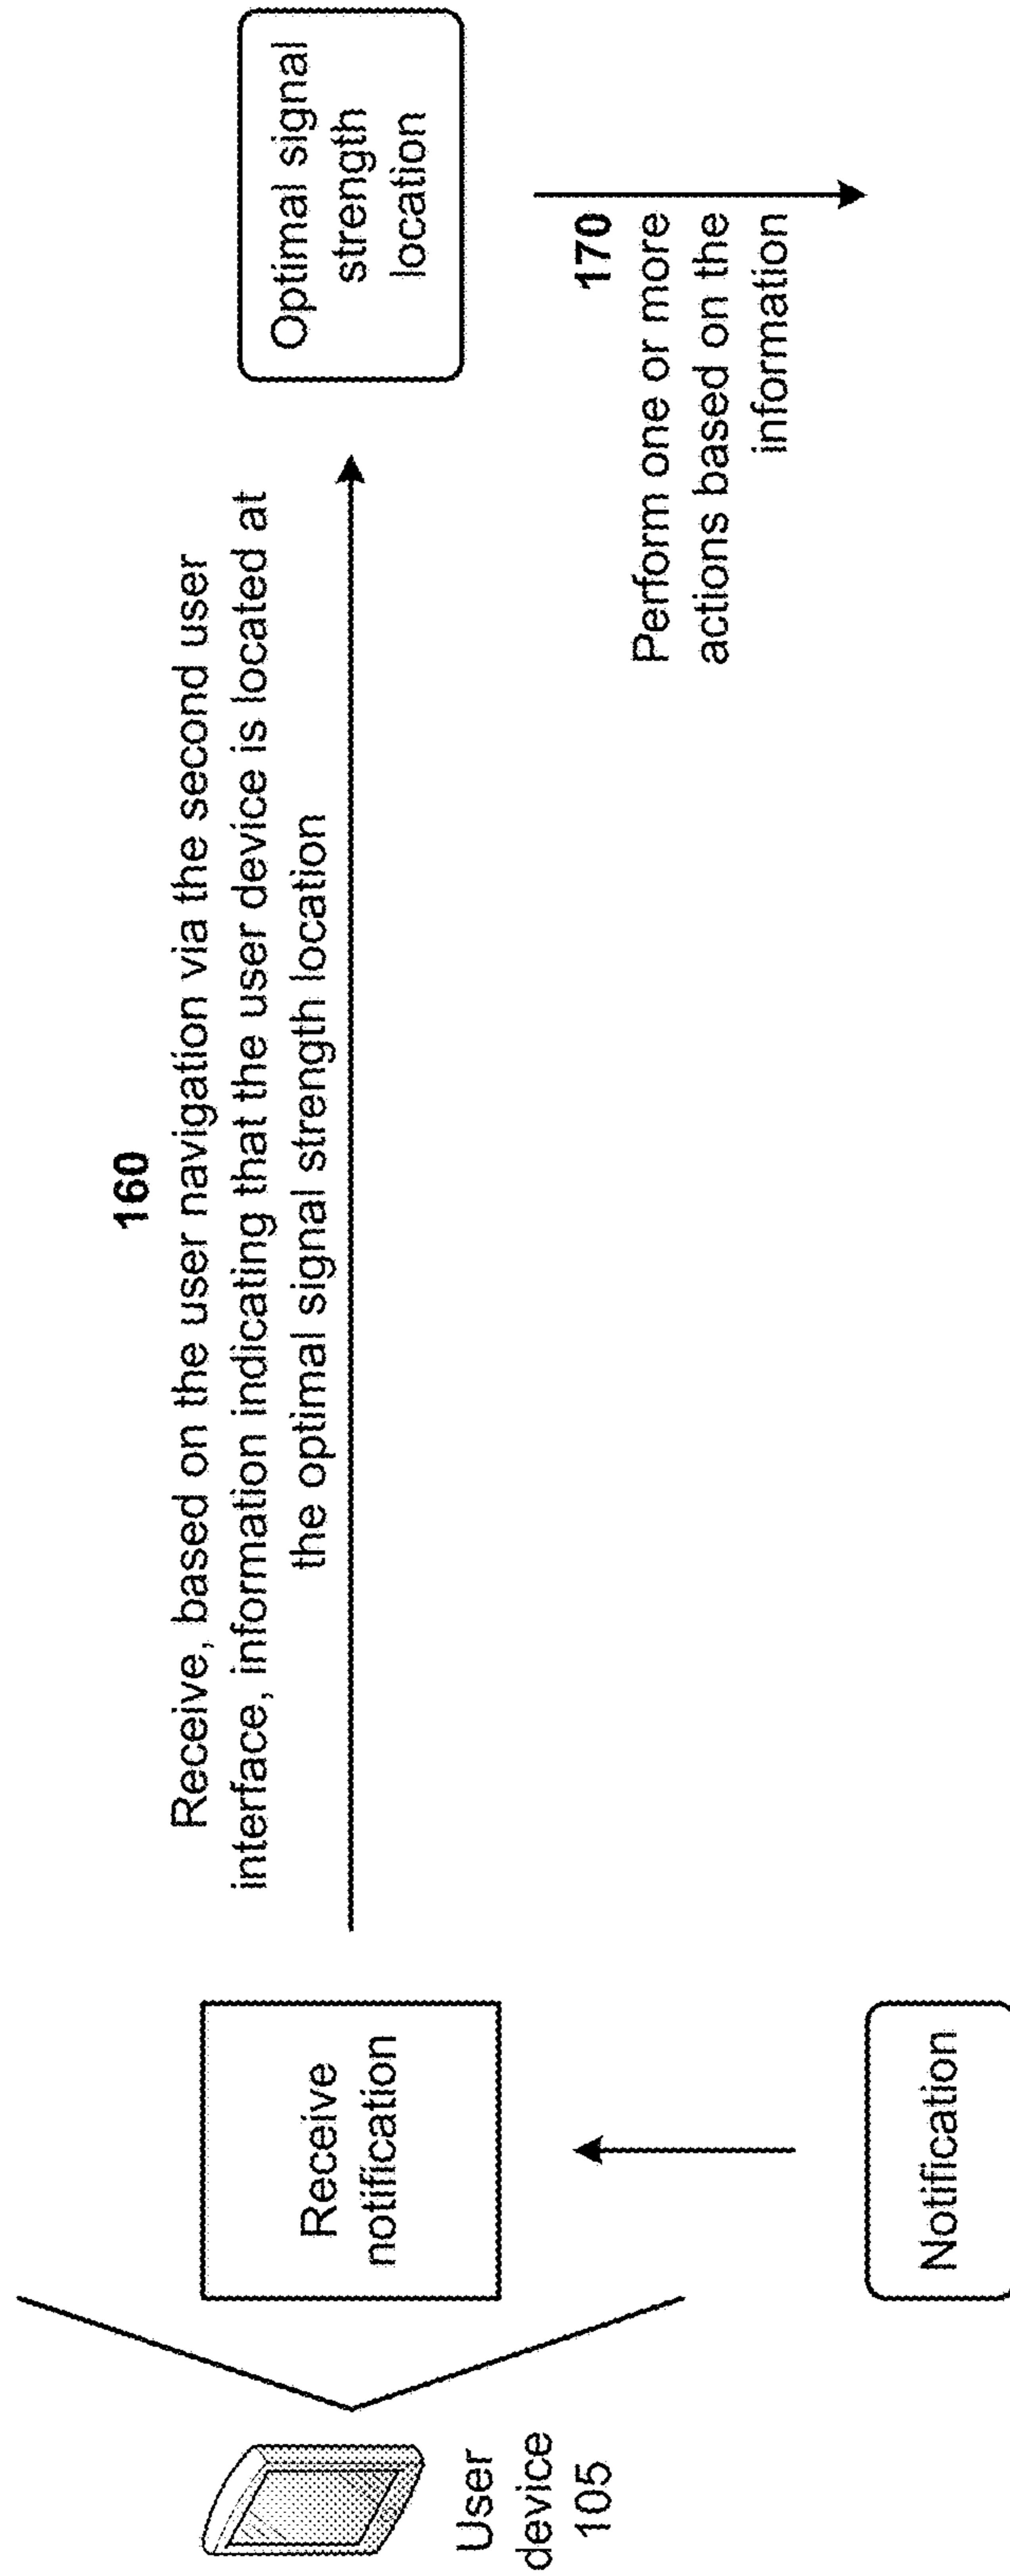 160
Receive, based on the user navigation via the second user
interface, information indicating that the user device is located at
the optimal signal strength location
User
device
105
Receive
notification
Optimal signal
strength
location
170
Perform one or more
actions based on the
information
Notification